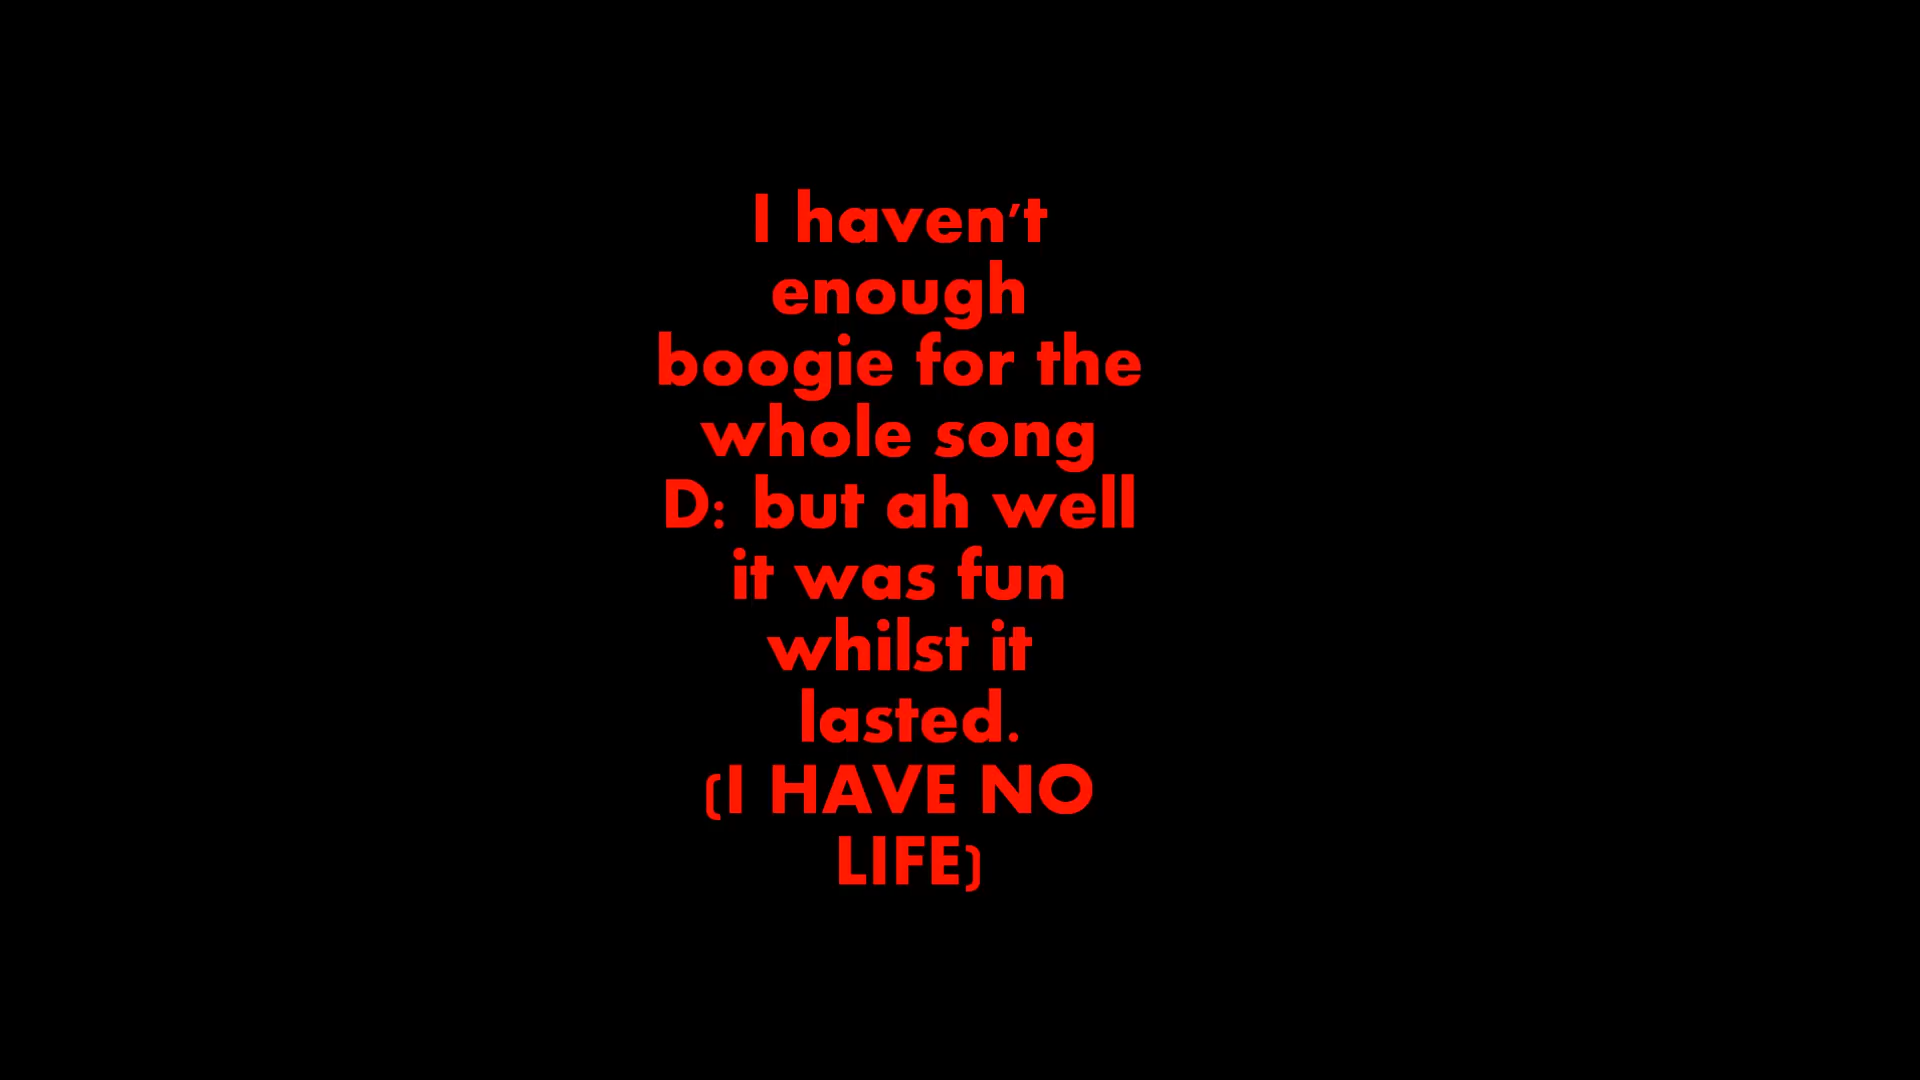 I haven't
enough
boogie for the
whole song
D: but ah well
it was fun
whilst it
lasted.
(I HAVE NO
LIFE)